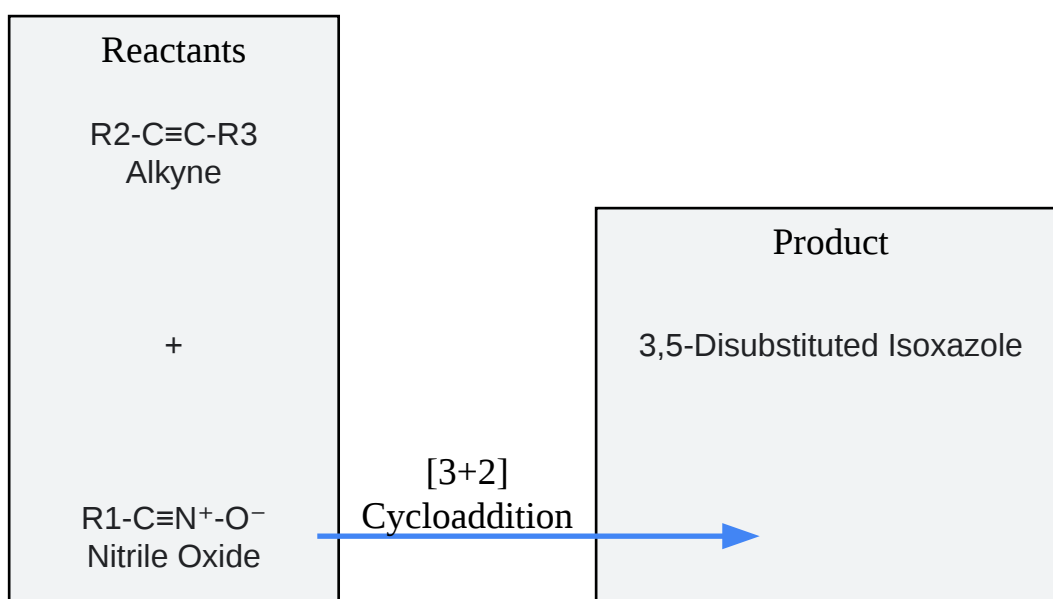 Reactants
R2-C≡C-R3
Alkyne
+
R1-C≡N⁺-O⁻
Nitrile Oxide
[3+2]
Cycloaddition
Product
3,5-Disubstituted Isoxazole